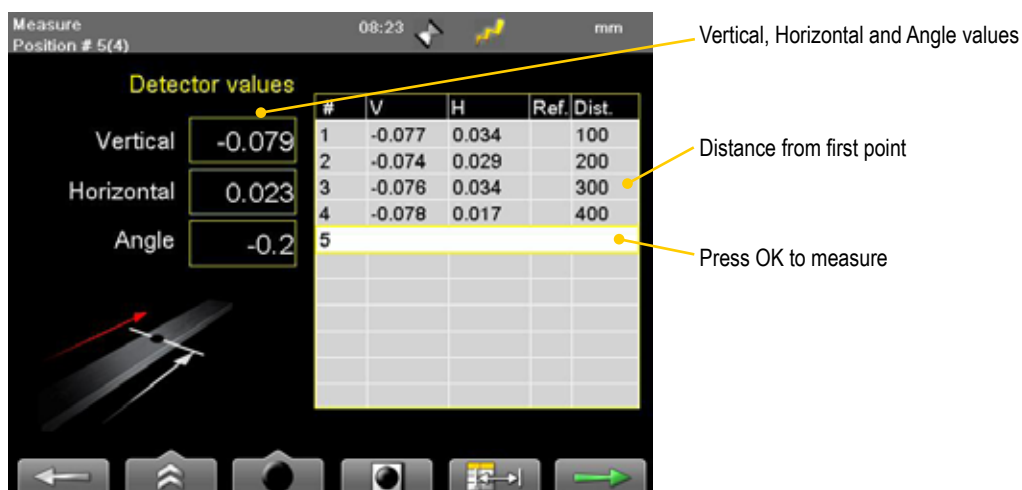 Measure
Position # 5(4)
08:23
mm
Detector values
Vertical -0.079
Horizontal 0.023
Angle -0.2
# V H Ref. Dist.
1 -0.077 0.034 100
2 -0.074 0.029 200
3 -0.076 0.034 300
4 -0.078 0.017 400
5
Vertical, Horizontal and Angle values
Distance from first point
Press OK to measure